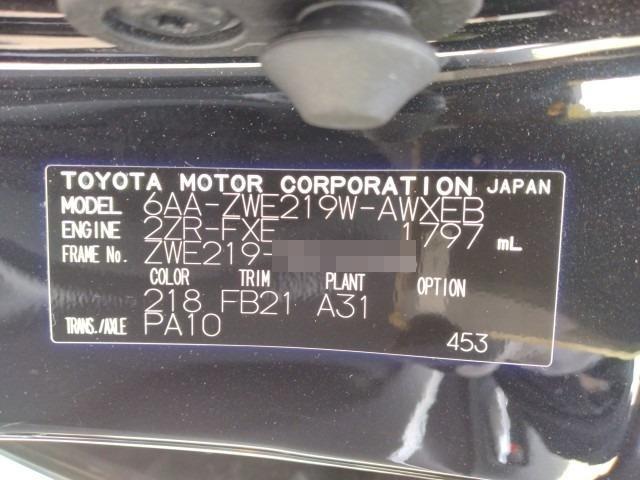 TOYOTA MOTOR CORPORATION JAPAN
MODEL 6AA-ZWE219W-AWXEB
ENGINE 2ZR-FXE 1797 mL
FRAME No. ZWE219-
COLOR TRIM PLANT OPTION
218 FB21 A31
TRANS./AXLE PA10
453